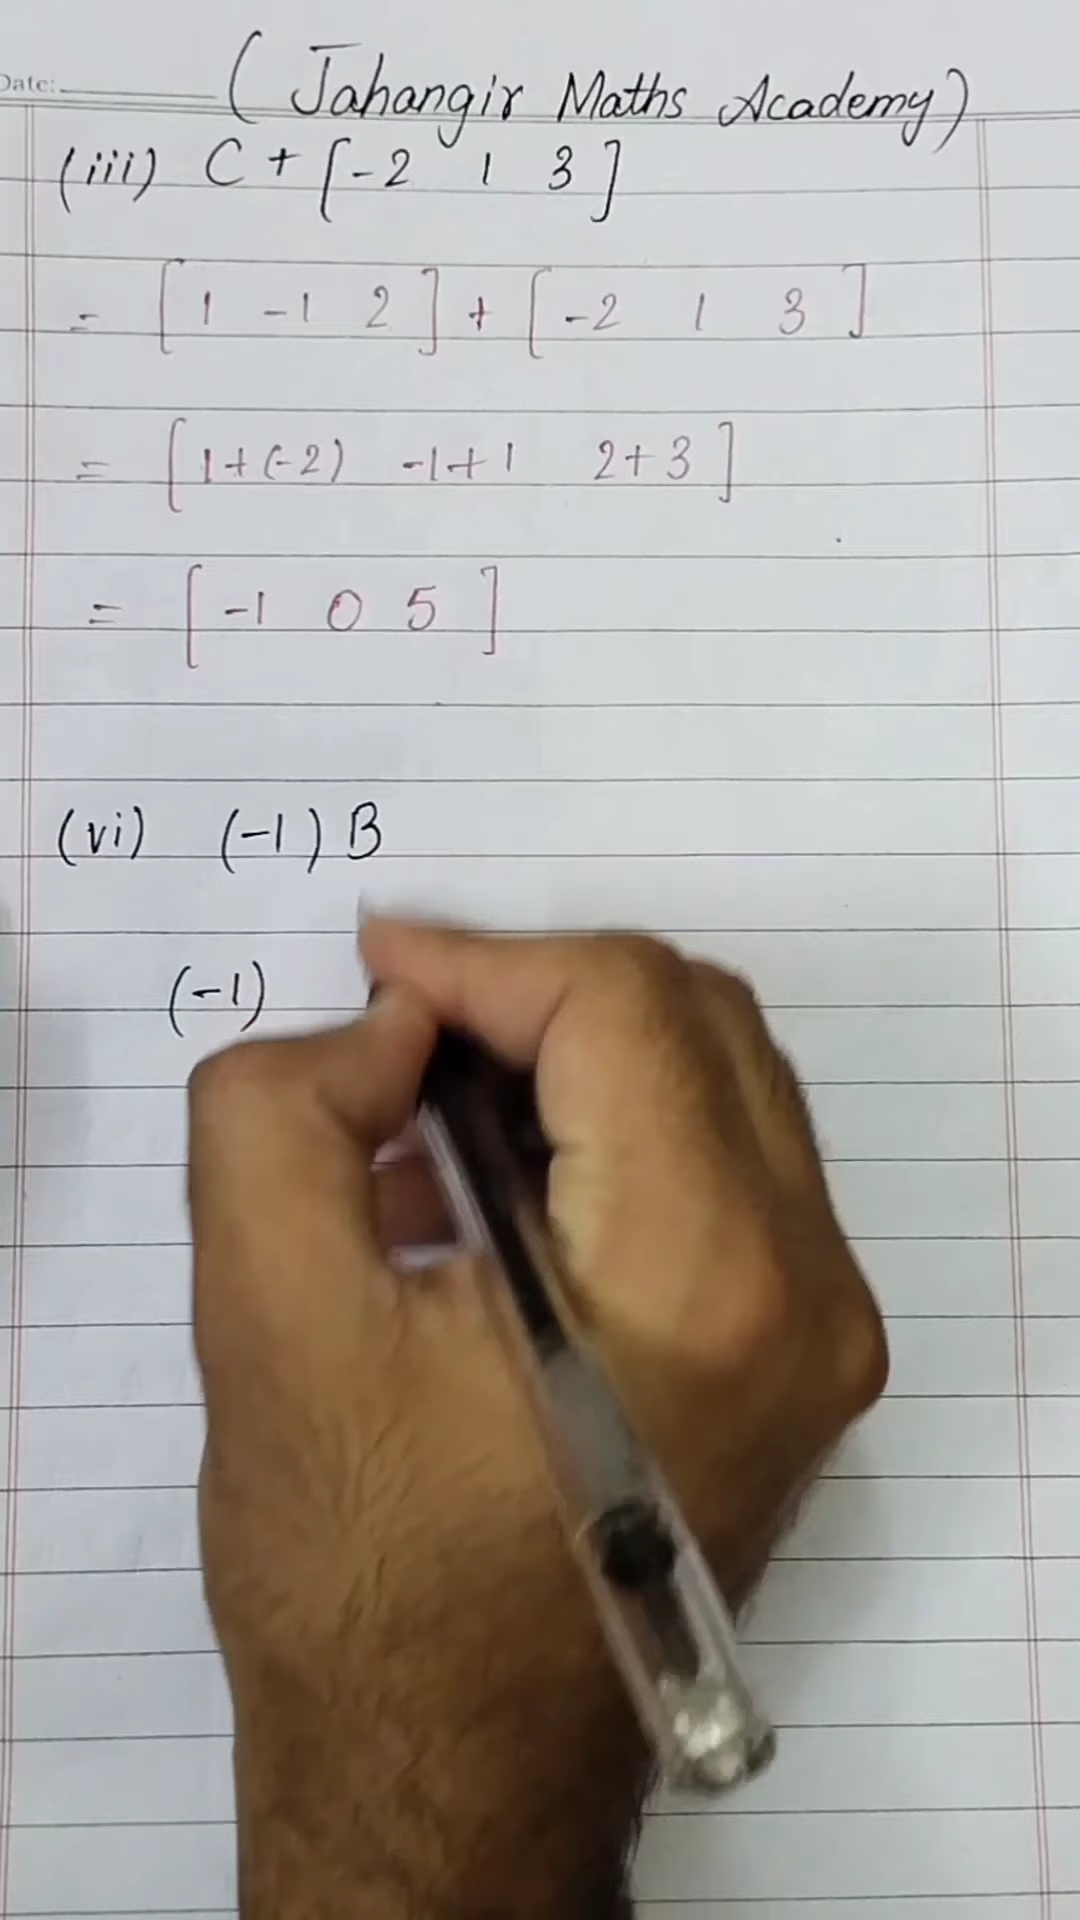 Date:
( Jahangir Maths Academy)
(iii) C + [-2 1 3]
= [1 -1 2] + [-2 1 3]
= [1+(-2) -1+1 2+3]
= [-1 0 5]
(vi) (-1) B
(-1)